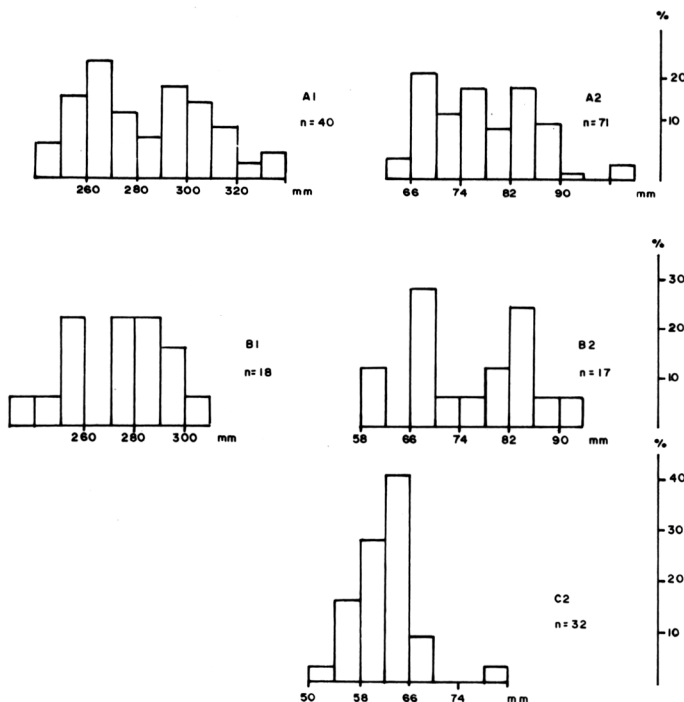 %
20
10
A1
n=40
260 280 300 320 mm
A2
n=71
66 74 82 90 mm
%
30
20
10
B1
n=18
260 280 300 mm
B2
n=17
58 66 74 82 90 mm
%
40
30
20
10
C2
n=32
50 58 66 74 mm